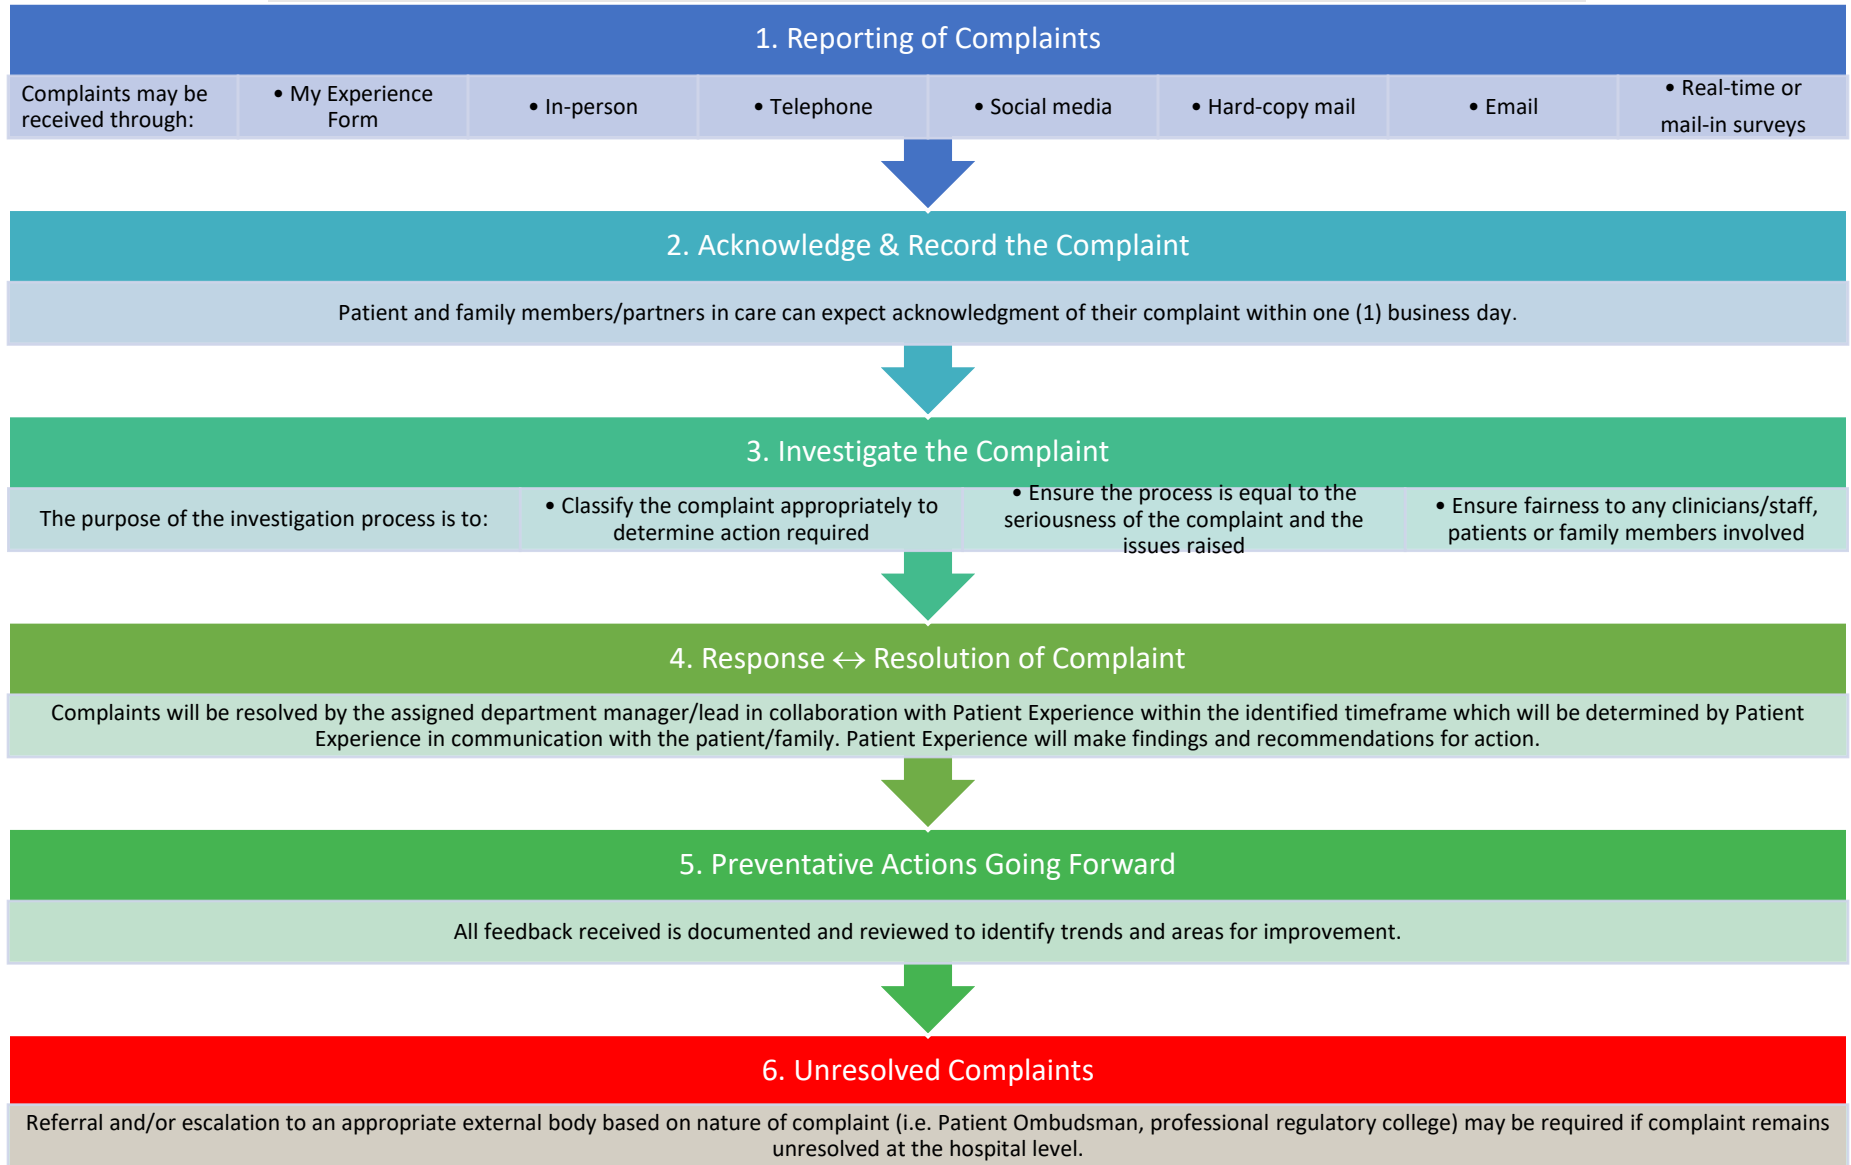 1. Reporting of Complaints
Complaints may be
received through:
• My Experience
Form
• In-person
• Telephone
• Social media
• Hard-copy mail
• Email
• Real-time or
mail-in surveys
2. Acknowledge & Record the Complaint
Patient and family members/partners in care can expect acknowledgment of their complaint within one (1) business day.
3. Investigate the Complaint
The purpose of the investigation process is to:
• Classify the complaint appropriately to
determine action required
• Ensure the process is equal to the
seriousness of the complaint and the
issues raised
• Ensure fairness to any clinicians/staff,
patients or family members involved
4. Response ↔ Resolution of Complaint
Complaints will be resolved by the assigned department manager/lead in collaboration with Patient Experience within the identified timeframe which will be determined by Patient
Experience in communication with the patient/family. Patient Experience will make findings and recommendations for action.
5. Preventative Actions Going Forward
All feedback received is documented and reviewed to identify trends and areas for improvement.
6. Unresolved Complaints
Referral and/or escalation to an appropriate external body based on nature of complaint (i.e. Patient Ombudsman, professional regulatory college) may be required if complaint remains
unresolved at the hospital level.